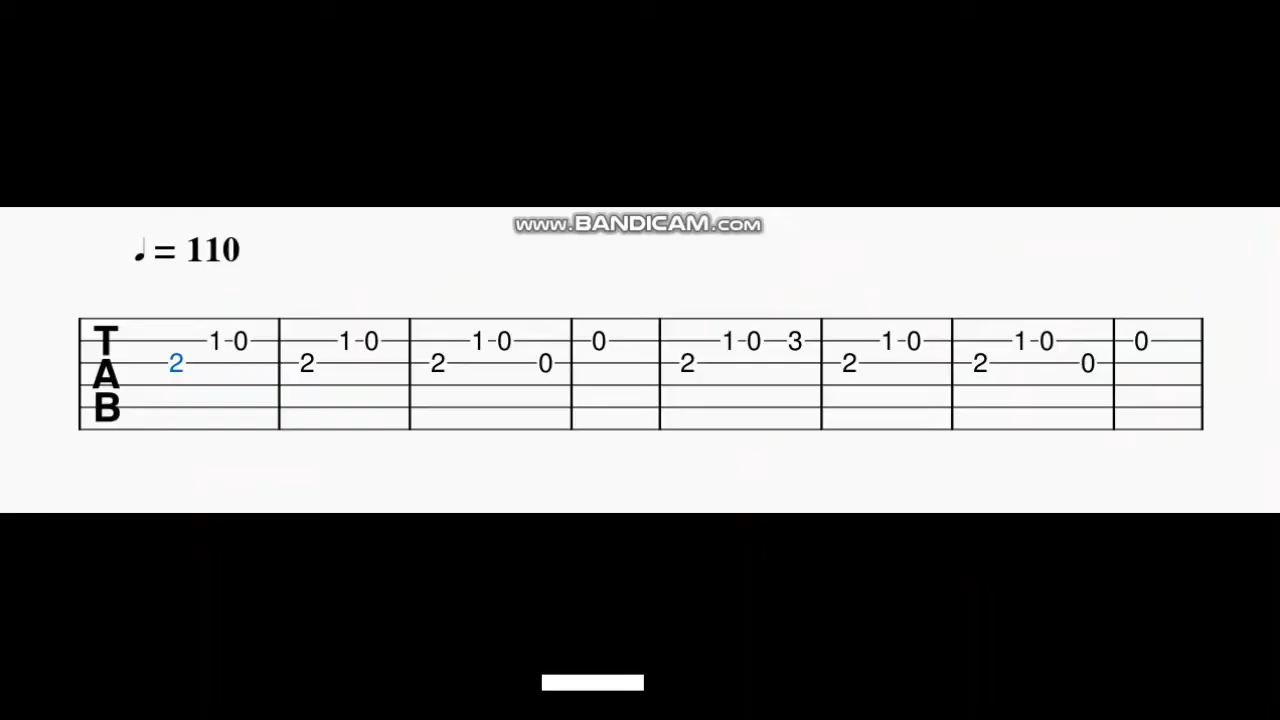 www.BANDICAM.com
♩ = 110
T 1 0 1 0 1 0 0 1 0 3 1 0 1 0 0
A 2 2 2 0 2 2 2 0
B